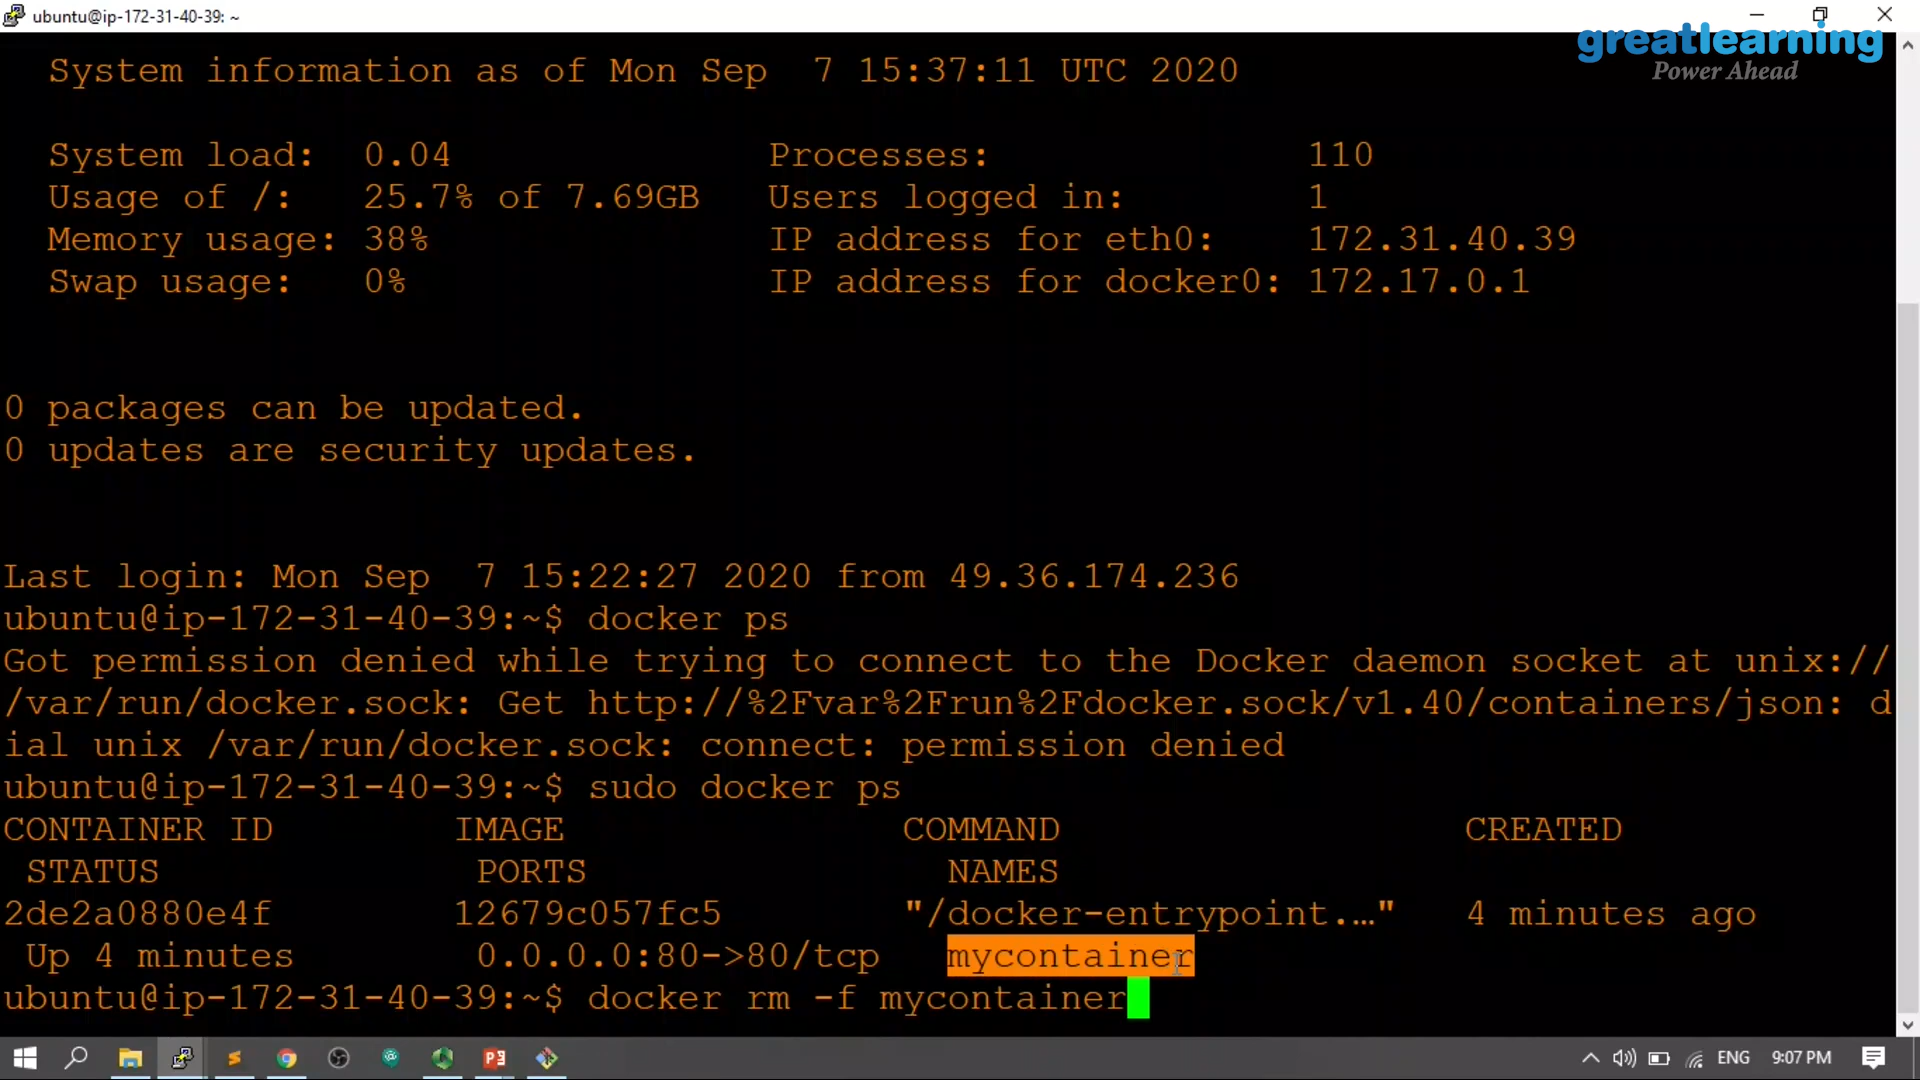 ubuntu@ip-172-31-40-39: ~
greatlearning
Power Ahead
System information as of Mon Sep  7 15:37:11 UTC 2020
System load:  0.04 Processes: 110
Usage of /:   25.7% of 7.69GB Users logged in: 1
Memory usage: 38% IP address for eth0: 172.31.40.39
Swap usage:   0% IP address for docker0: 172.17.0.1
0 packages can be updated.
0 updates are security updates.
Last login: Mon Sep  7 15:22:27 2020 from 49.36.174.236
ubuntu@ip-172-31-40-39:~$ docker ps
Got permission denied while trying to connect to the Docker daemon socket at unix://
/var/run/docker.sock: Get http://%2Fvar%2Frun%2Fdocker.sock/v1.40/containers/json: d
ial unix /var/run/docker.sock: connect: permission denied
ubuntu@ip-172-31-40-39:~$ sudo docker ps
CONTAINER ID IMAGE COMMAND CREATED
STATUS PORTS NAMES
2de2a0880e4f 12679c057fc5 "/docker-entrypoint.…" 4 minutes ago
Up 4 minutes 0.0.0.0:80->80/tcp mycontainer
ubuntu@ip-172-31-40-39:~$ docker rm -f mycontainer
ENG 9:07 PM